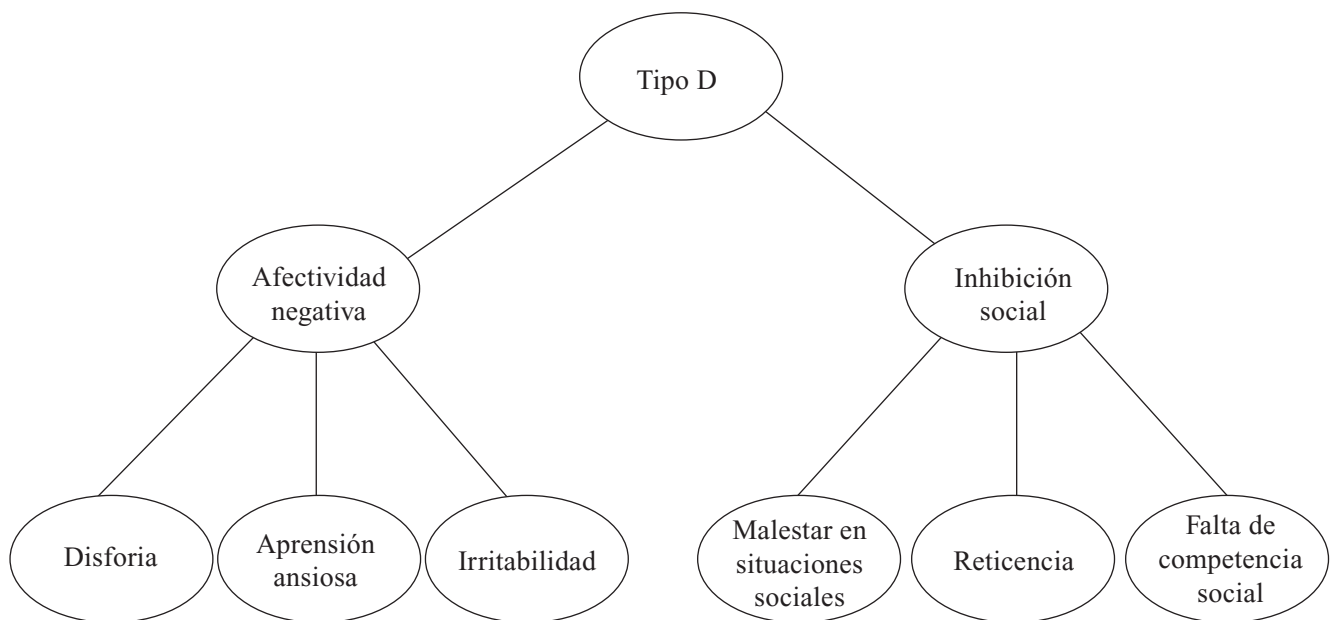 Tipo D
Afectividad
negativa
Inhibición
social
Disforia
Aprensión
ansiosa
Irritabilidad
Malestar en
situaciones
sociales
Reticencia
Falta de
competencia
social